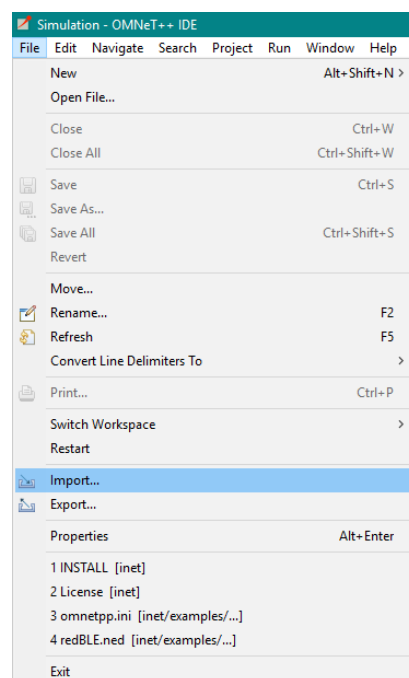 Simulation - OMNeT++ IDE
File Edit Navigate Search Project Run Window Help
New Alt+Shift+N >
Open File...
Close Ctrl+W
Close All Ctrl+Shift+W
Save Ctrl+S
Save As...
Save All Ctrl+Shift+S
Revert
Move...
Rename... F2
Refresh F5
Convert Line Delimiters To >
Print... Ctrl+P
Switch Workspace >
Restart
Import...
Export...
Properties Alt+Enter
1 INSTALL [inet]
2 License [inet]
3 omnetpp.ini [inet/examples/...]
4 redBLE.ned [inet/examples/...]
Exit